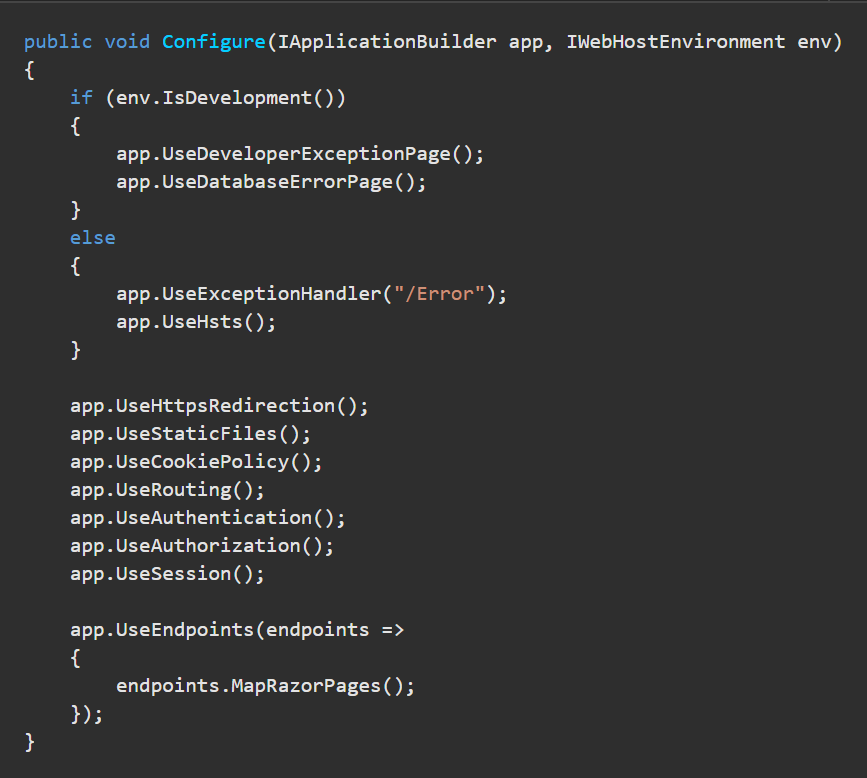 public void Configure(IApplicationBuilder app, IWebHostEnvironment env)
{
    if (env.IsDevelopment())
    {
        app.UseDeveloperExceptionPage();
        app.UseDatabaseErrorPage();
    }
    else
    {
        app.UseExceptionHandler("/Error");
        app.UseHsts();
    }

    app.UseHttpsRedirection();
    app.UseStaticFiles();
    app.UseCookiePolicy();
    app.UseRouting();
    app.UseAuthentication();
    app.UseAuthorization();
    app.UseSession();

    app.UseEndpoints(endpoints =>
    {
        endpoints.MapRazorPages();
    });
}